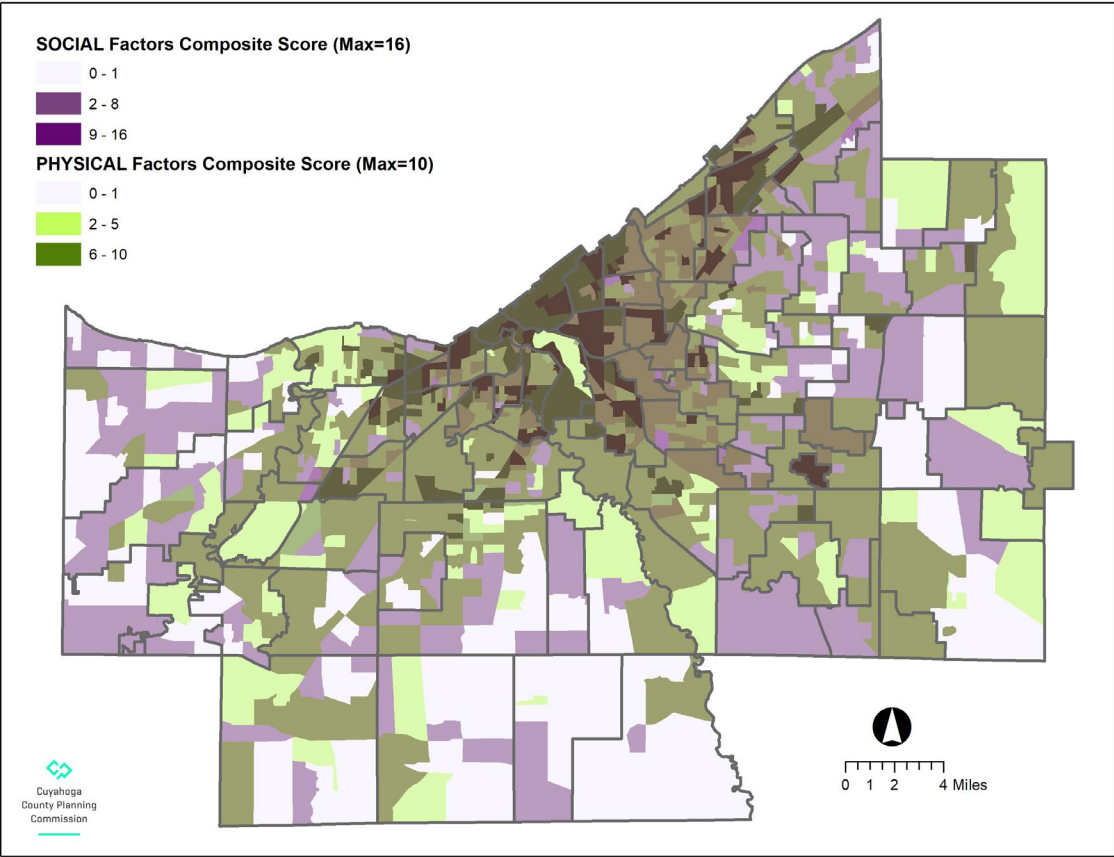 SOCIAL Factors Composite Score (Max=16)
0 - 1
2 - 8
9 - 16
PHYSICAL Factors Composite Score (Max=10)
0 - 1
2 - 5
6 - 10
Cuyahoga
County Planning
Commission
0 1 2 4 Miles